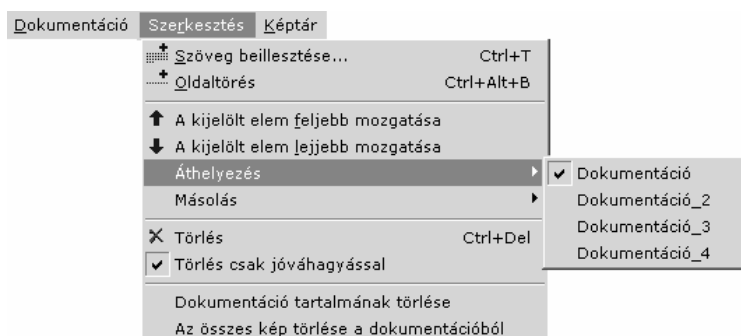 Dokumentáció Szerkesztés Képtár
Szöveg beillesztése... Ctrl+T
Oldaltörés Ctrl+Alt+B
A kijelölt elem feljebb mozgatása
A kijelölt elem lejjebb mozgatása
Áthelyezés
Dokumentáció
Másolás
Dokumentáció_2
Dokumentáció_3
Törlés Ctrl+Del
Dokumentáció_4
Törlés csak jóváhagyással
Dokumentáció tartalmának törlése
Az összes kép törlése a dokumentációból